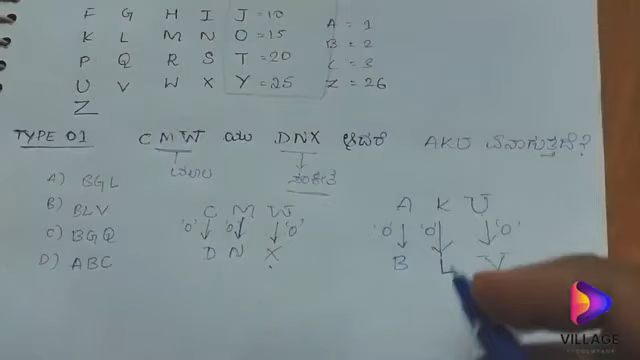 F G H I J = 10
K L M N O = 15
P Q R S T = 20
U V W X Y = 25
Z
A = 1
B = 2
C = 3
Z = 26
TYPE 01 CMW ಯು DNX ಆದರೆ AKU ಏನಾಗುತ್ತದೆ?
ಸಂಕೇತ
A) BGL
B) BLV
C) BGQ
D) ABC
C M W
'0' '0' '0'
D N X
A K U
'0' '0' '0'
B L V
VILLAGE